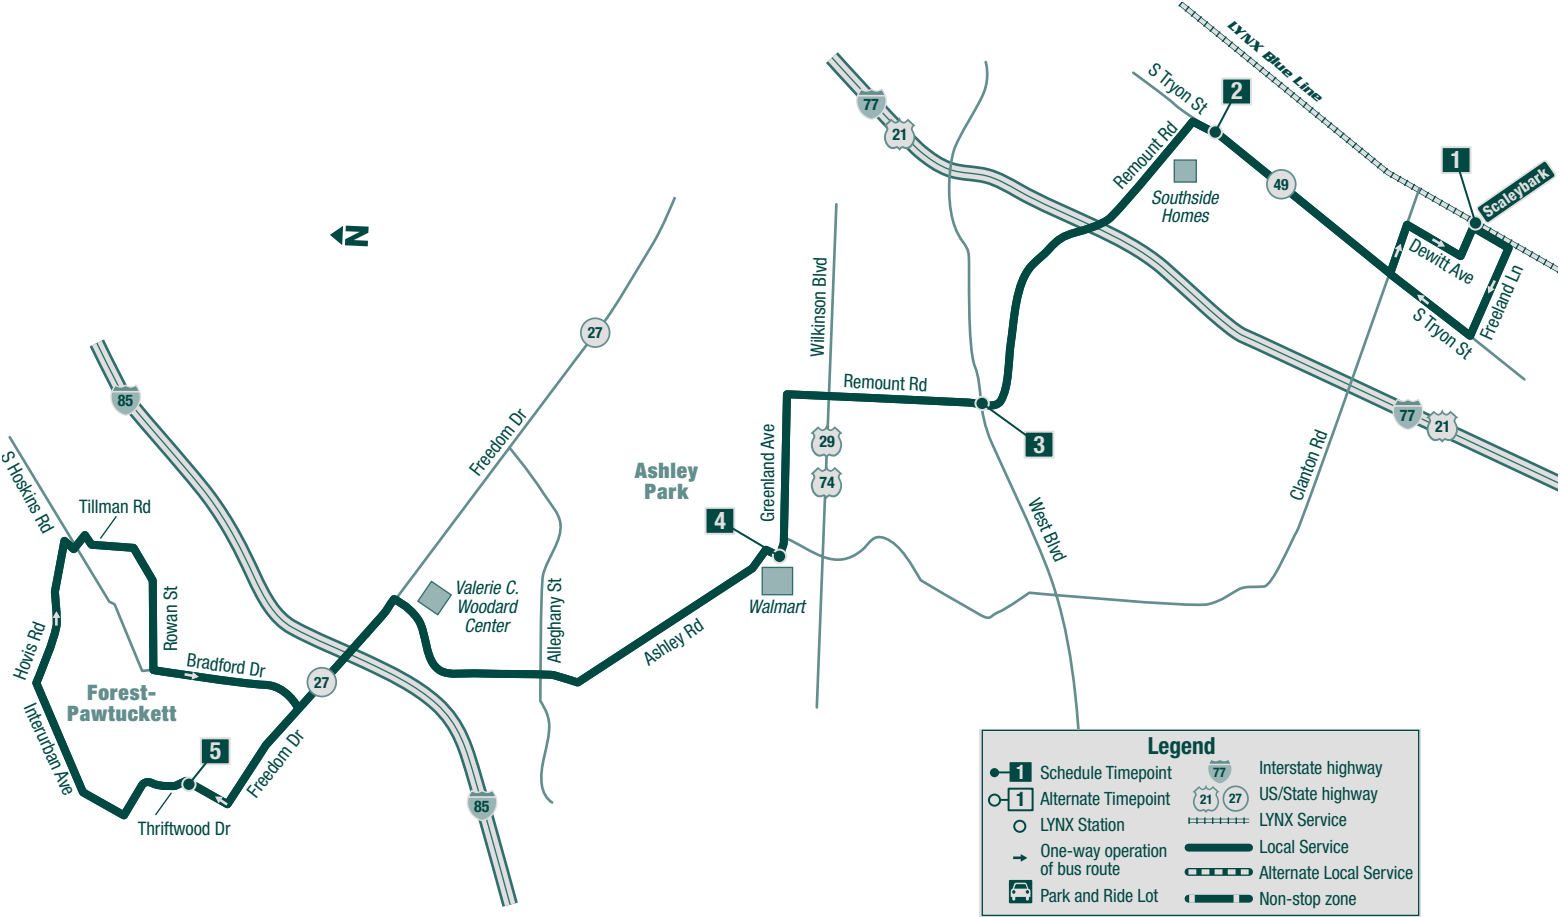 LYNX Blue Line
S Tryon St
2
77
21
Remount Rd
49
Southside
Homes
1
Scaleybark
Dewitt Ave
Freeland Ln
S Tryon St
N
27
Wilkinson Blvd
Remount Rd
3
77
21
85
Freedom Dr
29
74
Ashley
Park
Greenland Ave
4
Clanton Rd
West Blvd
S Hoskins Rd
Tillman Rd
Valerie C.
Woodard
Center
Alleghany St
Walmart
Ashley Rd
Rowan St
Hovis Rd
Bradford Dr
27
Forest-
Pawtuckett
Interurban Ave
5
Freedom Dr
Thriftwood Dr
85
Legend
1 Schedule Timepoint
1 Alternate Timepoint
LYNX Station
One-way operation
of bus route
Park and Ride Lot
77 Interstate highway
21 27 US/State highway
LYNX Service
Local Service
Alternate Local Service
Non-stop zone